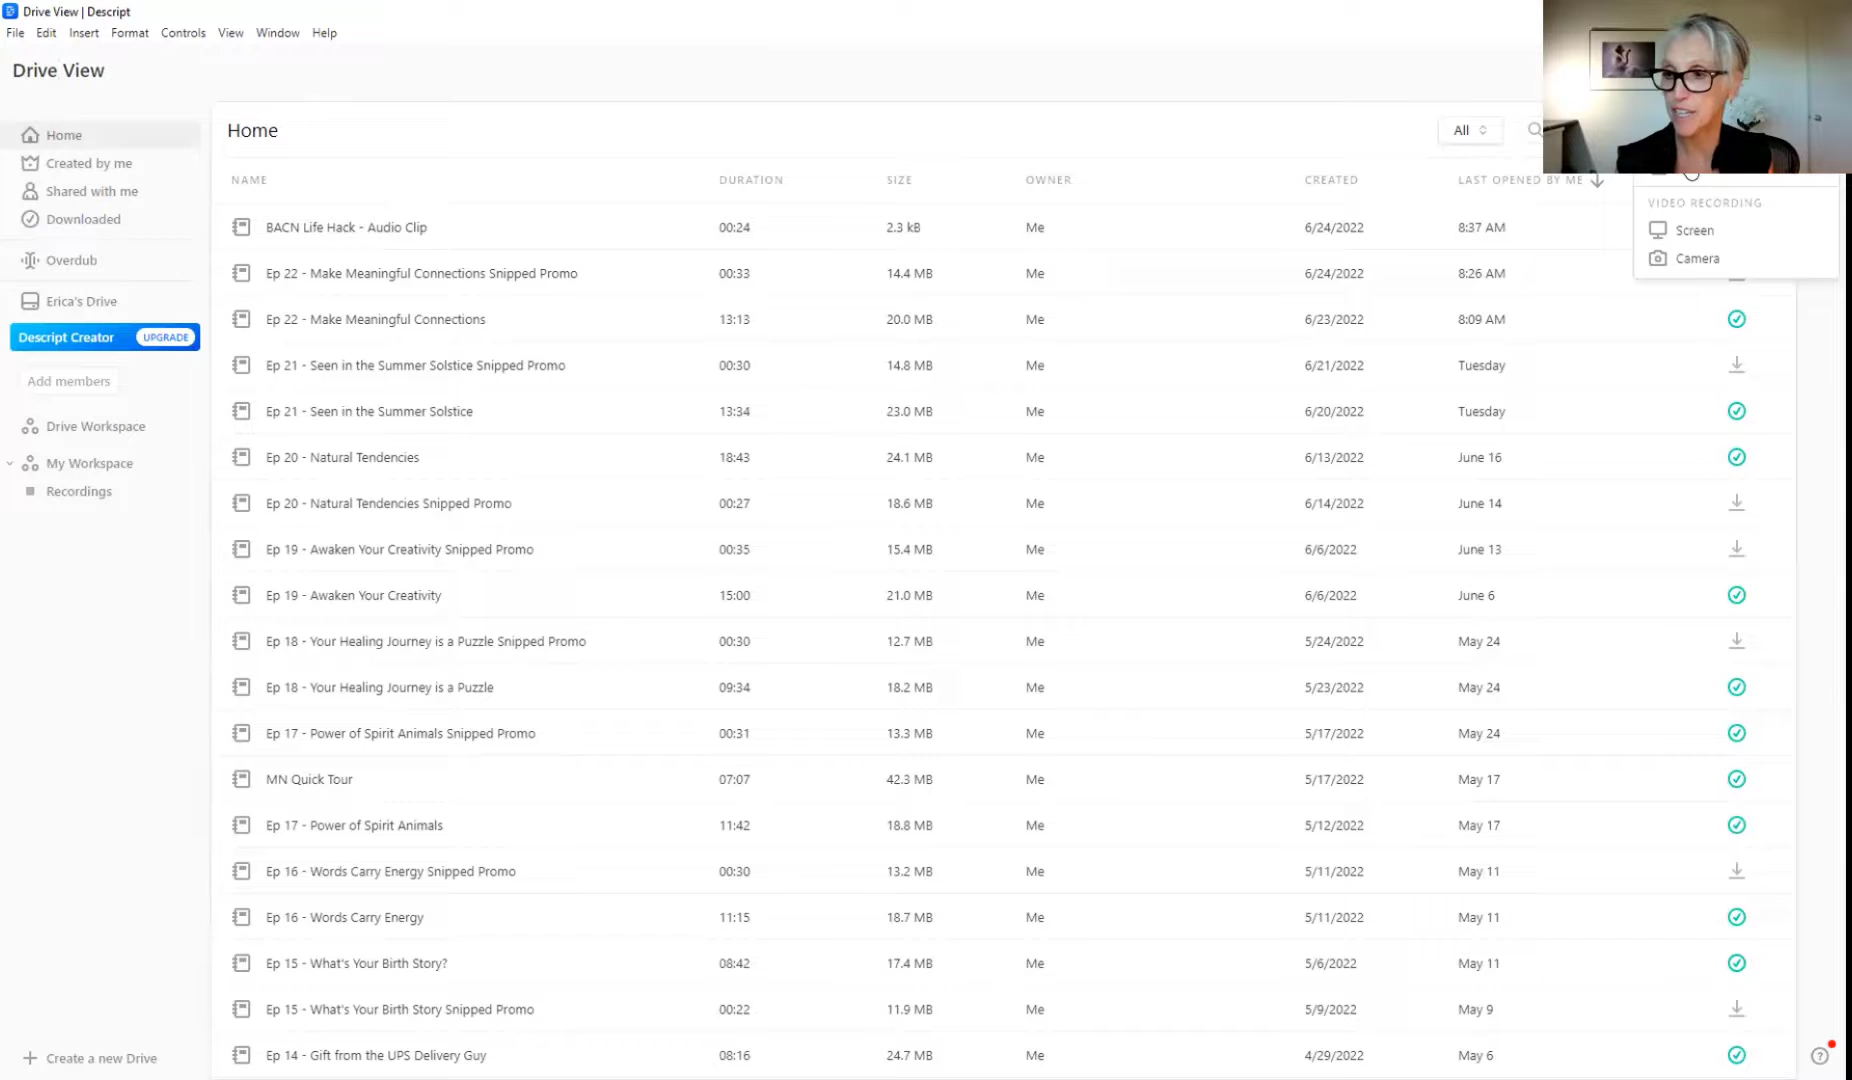 Drive View | Descript
File Edit Insert Format Controls View Window Help
Drive View
Home
Created by me
Shared with me
Downloaded
Overdub
Erica's Drive
Descript Creator UPGRADE
Add members
Drive Workspace
My Workspace
Recordings
Create a new Drive
Home
All
NAME DURATION SIZE OWNER CREATED LAST OPENED BY ME
VIDEO RECORDING
Screen
Camera
BACN Life Hack - Audio Clip 00:24 2.3 kB Me 6/24/2022 8:37 AM
Ep 22 - Make Meaningful Connections Snipped Promo 00:33 14.4 MB Me 6/24/2022 8:26 AM
Ep 22 - Make Meaningful Connections 13:13 20.0 MB Me 6/23/2022 8:09 AM
Ep 21 - Seen in the Summer Solstice Snipped Promo 00:30 14.8 MB Me 6/21/2022 Tuesday
Ep 21 - Seen in the Summer Solstice 13:34 23.0 MB Me 6/20/2022 Tuesday
Ep 20 - Natural Tendencies 18:43 24.1 MB Me 6/13/2022 June 16
Ep 20 - Natural Tendencies Snipped Promo 00:27 18.6 MB Me 6/14/2022 June 14
Ep 19 - Awaken Your Creativity Snipped Promo 00:35 15.4 MB Me 6/6/2022 June 13
Ep 19 - Awaken Your Creativity 15:00 21.0 MB Me 6/6/2022 June 6
Ep 18 - Your Healing Journey is a Puzzle Snipped Promo 00:30 12.7 MB Me 5/24/2022 May 24
Ep 18 - Your Healing Journey is a Puzzle 09:34 18.2 MB Me 5/23/2022 May 24
Ep 17 - Power of Spirit Animals Snipped Promo 00:31 13.3 MB Me 5/17/2022 May 24
MN Quick Tour 07:07 42.3 MB Me 5/17/2022 May 17
Ep 17 - Power of Spirit Animals 11:42 18.8 MB Me 5/12/2022 May 17
Ep 16 - Words Carry Energy Snipped Promo 00:30 13.2 MB Me 5/11/2022 May 11
Ep 16 - Words Carry Energy 11:15 18.7 MB Me 5/11/2022 May 11
Ep 15 - What's Your Birth Story? 08:42 17.4 MB Me 5/6/2022 May 11
Ep 15 - What's Your Birth Story Snipped Promo 00:22 11.9 MB Me 5/9/2022 May 9
Ep 14 - Gift from the UPS Delivery Guy 08:16 24.7 MB Me 4/29/2022 May 6